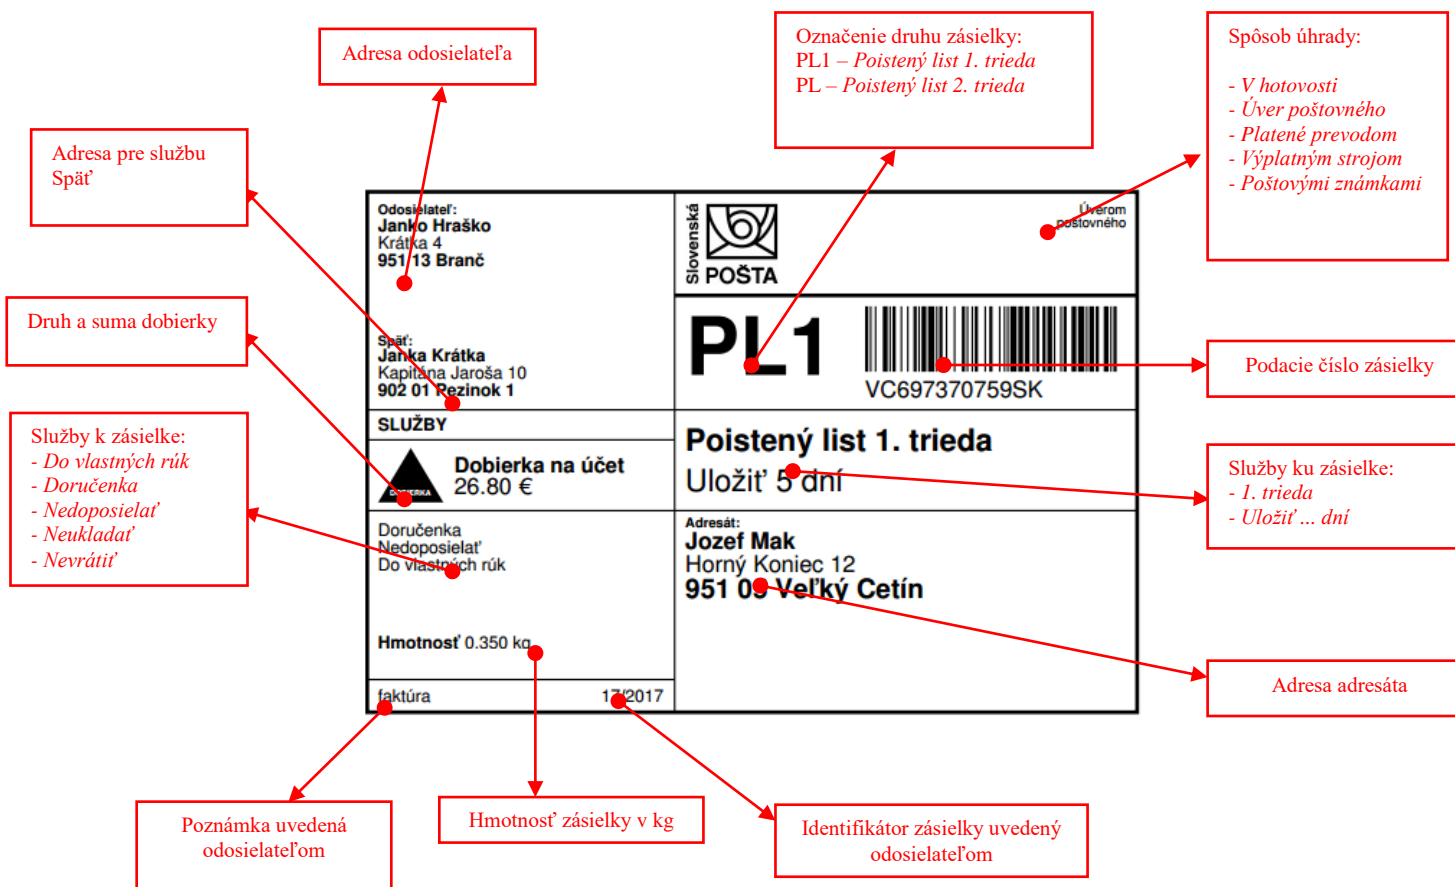 Adresa odosielateľa
Označenie druhu zásielky:
PL1 – Poistený list 1. trieda
PL – Poistený list 2. trieda
Spôsob úhrady:
- V hotovosti
- Úver poštovného
- Platené prevodom
- Výplatným strojom
- Poštovými známkami
Adresa pre službu
Späť
Druh a suma dobierky
Služby k zásielke:
- Do vlastných rúk
- Doručenka
- Nedoposielať
- Neukladať
- Nevrátiť
Odosielateľ:
Janko Hraško
Krátka 4
951 13 Branč
Späť:
Janka Krátka
Kapitána Jaroša 10
902 01 Pezinok 1
SLUŽBY
DOBIERKA
Dobierka na účet
26.80 €
Doručenka
Nedoposielať
Do vlastných rúk
Hmotnosť 0.350 kg
faktúra 17/2017
Slovenská
POŠTA
Úverom
poštovného
PL1
VC697370759SK
Poistený list 1. trieda
Uložiť 5 dní
Adresát:
Jozef Mak
Horný Koniec 12
951 05 Veľký Cetín
Podacie číslo zásielky
Služby ku zásielke:
- 1. trieda
- Uložiť ... dní
Adresa adresáta
Poznámka uvedená
odosielateľom
Hmotnosť zásielky v kg
Identifikátor zásielky uvedený
odosielateľom